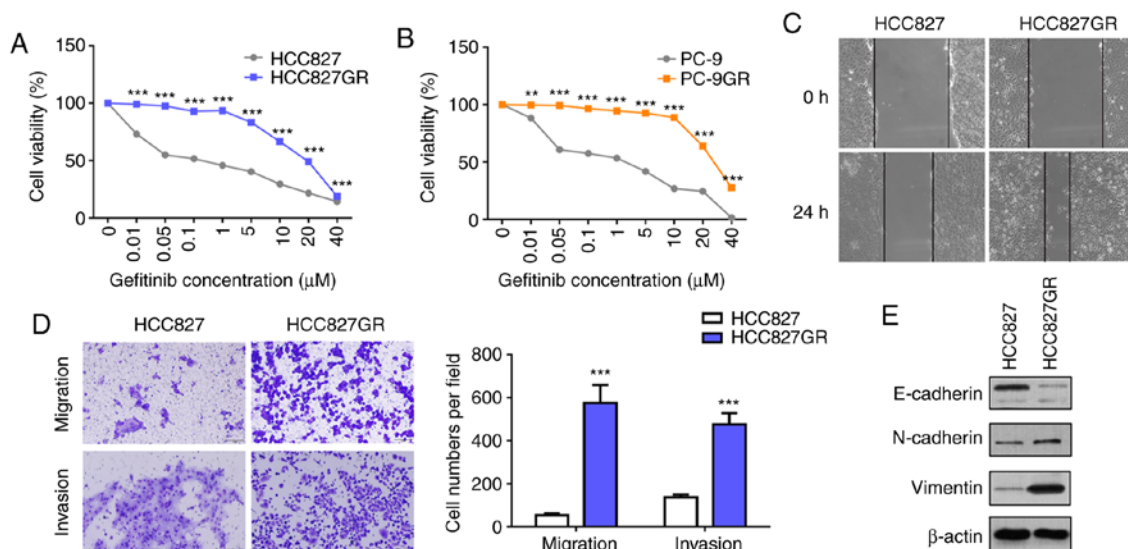 A
HCC827
HCC827GR
Cell viability (%)
150
100
50
0
*** *** *** *** *** *** *** ***
0 0.01 0.05 0.1 1 5 10 20 40
Gefitinib concentration (μM)
B
PC-9
PC-9GR
Cell viability (%)
150
100
50
0
** *** *** *** *** *** *** ***
0 0.01 0.05 0.1 1 5 10 20 40
Gefitinib concentration (μM)
C
HCC827 HCC827GR
0 h
24 h
D
HCC827 HCC827GR
Migration
Invasion
HCC827
HCC827GR
Cell numbers per field
800
600
400
200
0
*** ***
Migration Invasion
E
HCC827 HCC827GR
E-cadherin
N-cadherin
Vimentin
β-actin